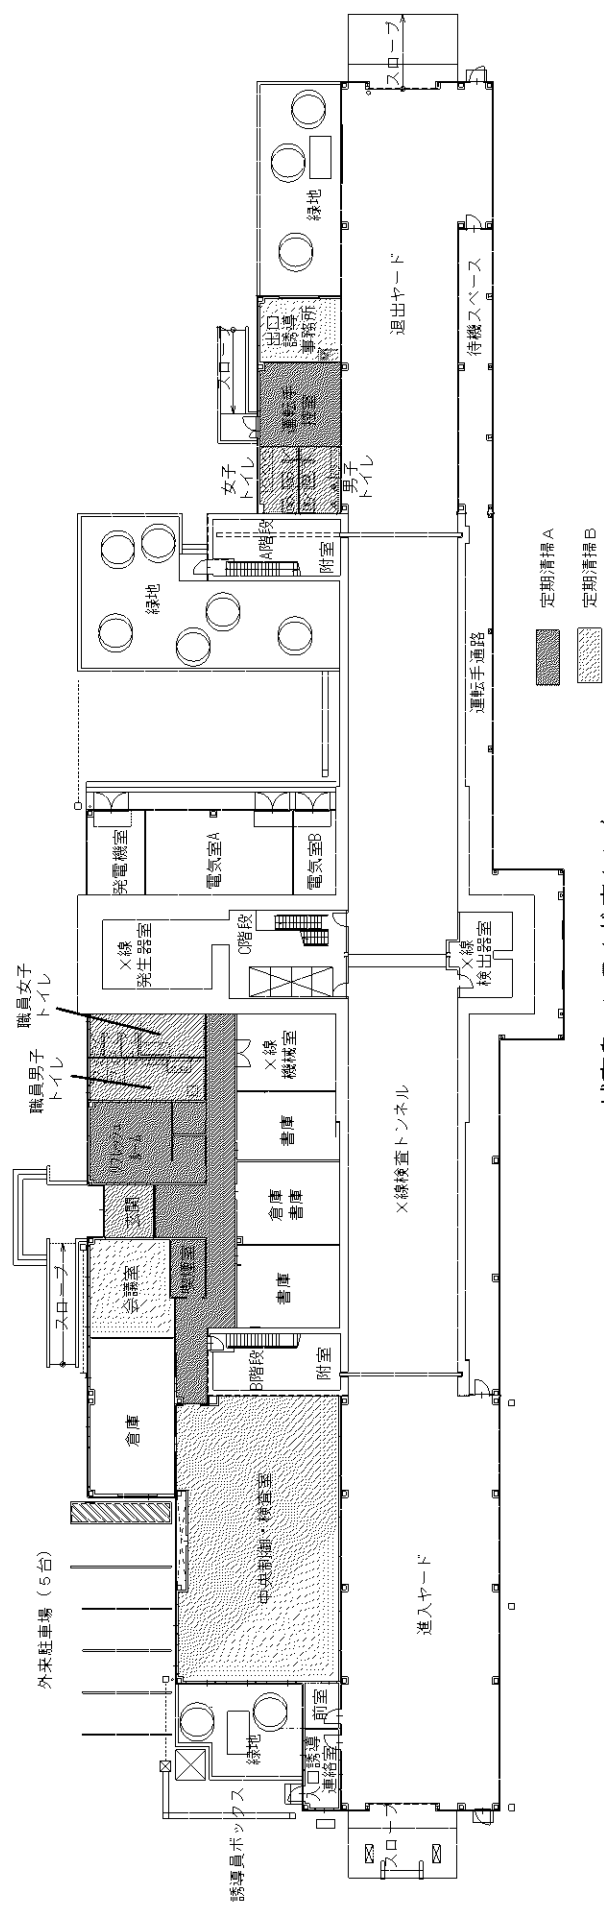 外来駐車場（5台）
誘導員ボックス
スロープ
入口誘導
連絡室
前室
緑地
進入ヤード
中央制御・検査室
倉庫
スロープ
会議室
玄関
B階段
附室
書庫
倉庫
書庫
書庫
リフレッシュ
ルーム
職員男子
トイレ
職員女子
トイレ
X線
機械室
X線検査トンネル
X線
発生器室
C階段
X線
検出器室
発電機室
電気室A
電気室B
緑地
A階段
附室
運転手通路
女子
トイレ
男子
トイレ
運転手
控室
スロープ
出口
誘導
事務所
緑地
退出ヤード
待機スペース
スロープ
定期清掃A
定期清掃B